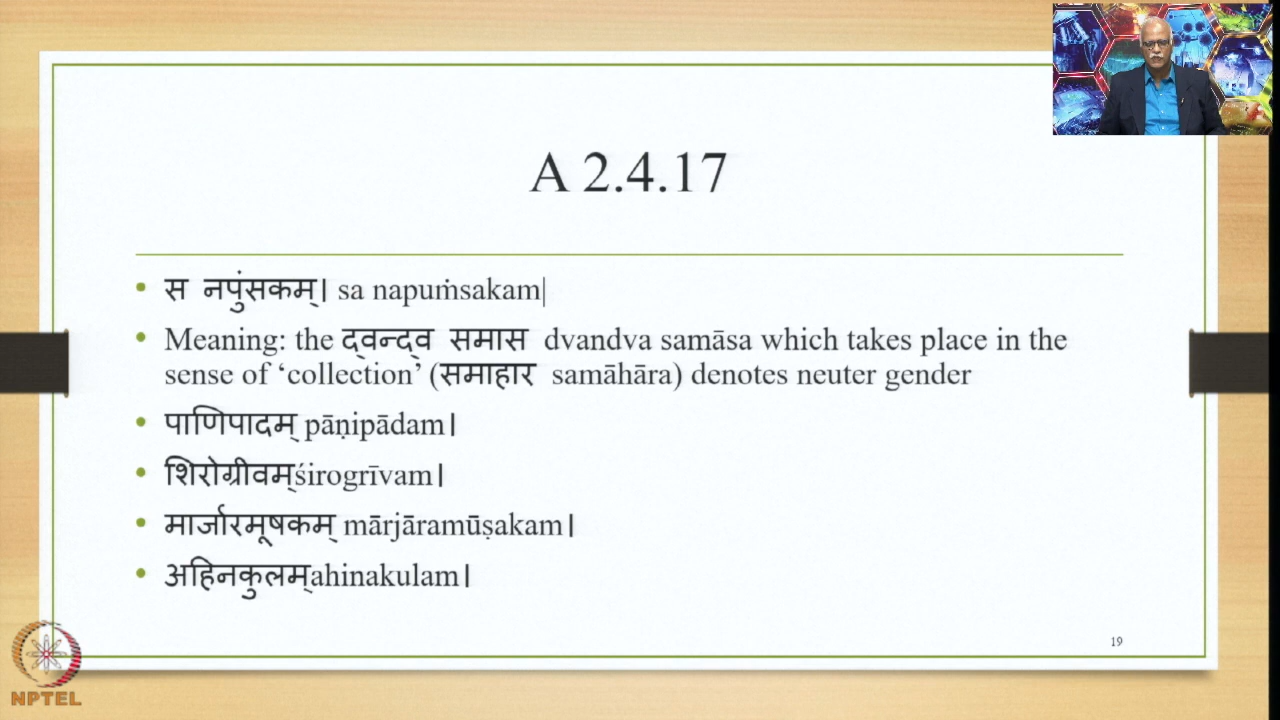 A 2.4.17
• स नपुंसकम्। sa napuṁsakam|
• Meaning: the द्वन्द्व समास dvandva samāsa which takes place in the
sense of ‘collection’ (समाहार samāhāra) denotes neuter gender
• पाणिपादम् pāṇipādam।
• शिरोग्रीवम्śirogrīvam।
• मार्जारमूषकम् mārjāramūṣakam।
• अहिनकुलम्ahinakulam।
19
NPTEL